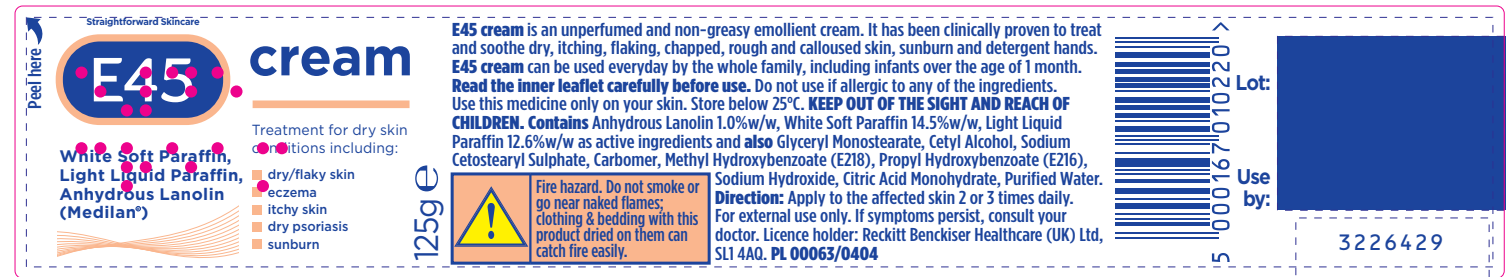 Peel here
Straightforward Skincare
E45
cream
White Soft Paraffin,
Light Liquid Paraffin,
Anhydrous Lanolin
(Medilan®)
Treatment for dry skin
conditions including:
dry/flaky skin
eczema
itchy skin
dry psoriasis
sunburn
125g e
E45 cream is an unperfumed and non-greasy emollient cream. It has been clinically proven to treat
and soothe dry, itching, flaking, chapped, rough and calloused skin, sunburn and detergent hands.
E45 cream can be used everyday by the whole family, including infants over the age of 1 month.
Read the inner leaflet carefully before use. Do not use if allergic to any of the ingredients.
Use this medicine only on your skin. Store below 25°C. KEEP OUT OF THE SIGHT AND REACH OF
CHILDREN. Contains Anhydrous Lanolin 1.0%w/w, White Soft Paraffin 14.5%w/w, Light Liquid
Paraffin 12.6%w/w as active ingredients and also Glyceryl Monostearate, Cetyl Alcohol, Sodium
Cetostearyl Sulphate, Carbomer, Methyl Hydroxybenzoate (E218), Propyl Hydroxybenzoate (E216),
Sodium Hydroxide, Citric Acid Monohydrate, Purified Water.
Direction: Apply to the affected skin 2 or 3 times daily.
For external use only. If symptoms persist, consult your
doctor. Licence holder: Reckitt Benckiser Healthcare (UK) Ltd,
SL1 4AQ. PL 00063/0404
!
Fire hazard. Do not smoke or
go near naked flames;
clothing & bedding with this
product dried on them can
catch fire easily.
5 000167 010220 >
Lot:
Use
by:
3226429